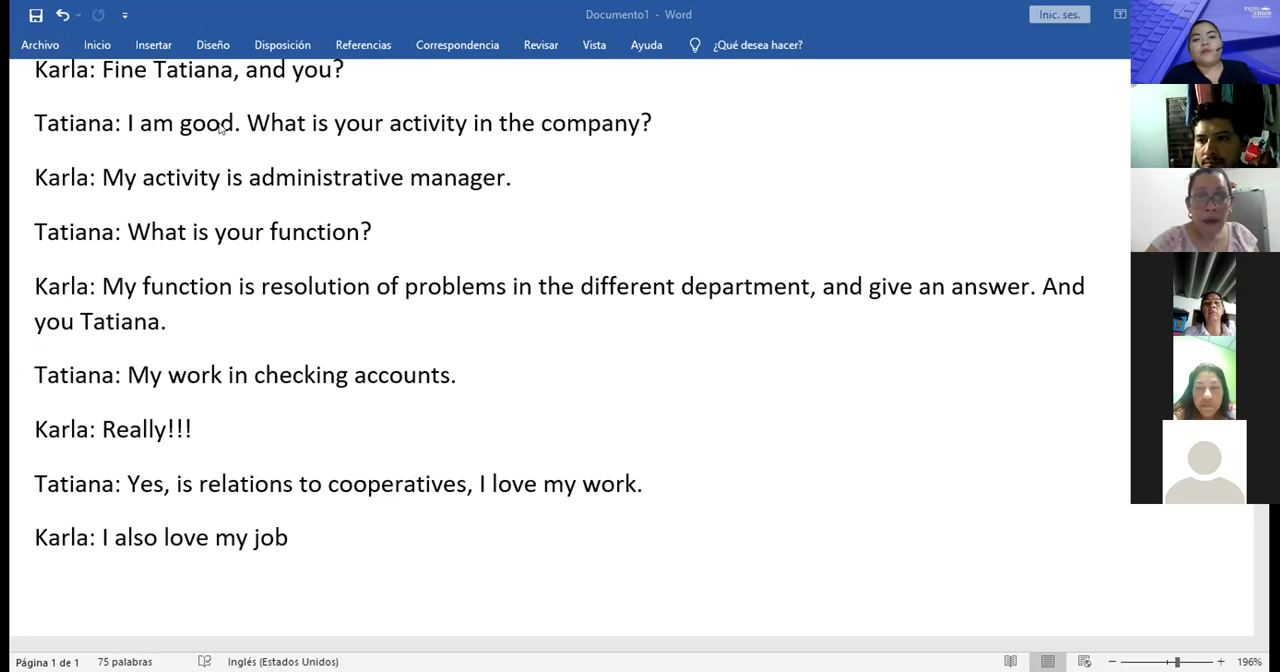 Documento1 - Word
Inic. ses.
Archivo Inicio Insertar Diseño Disposición Referencias Correspondencia Revisar Vista Ayuda ¿Qué desea hacer?
Karla: Fine Tatiana, and you?
Tatiana: I am good. What is your activity in the company?
Karla: My activity is administrative manager.
Tatiana: What is your function?
Karla: My function is resolution of problems in the different department, and give an answer. And
you Tatiana.
Tatiana: My work in checking accounts.
Karla: Really!!!
Tatiana: Yes, is relations to cooperatives, I love my work.
Karla: I also love my job
Página 1 de 1 75 palabras Inglés (Estados Unidos) 196%